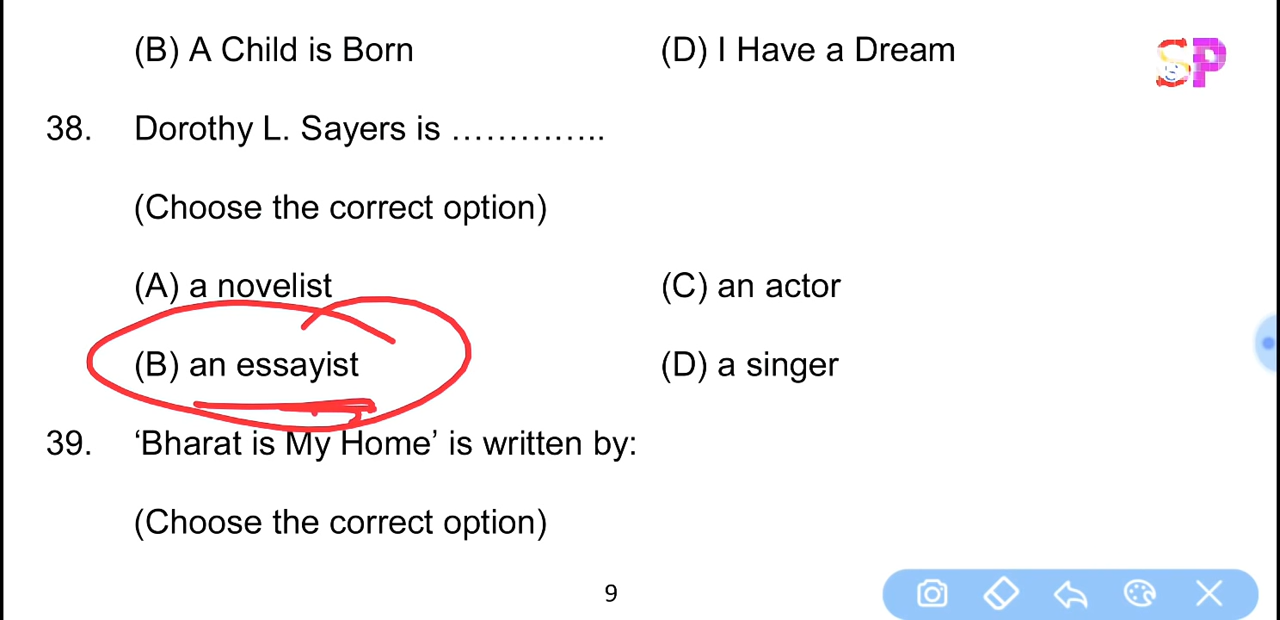 (B) A Child is Born (D) I Have a Dream
SP
38. Dorothy L. Sayers is ..............
(Choose the correct option)
(A) a novelist (C) an actor
(B) an essayist (D) a singer
39. ‘Bharat is My Home’ is written by:
(Choose the correct option)
9